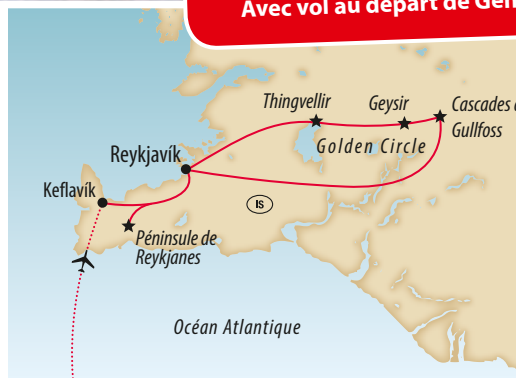 Avec vol au départ de
Thingvellir
Geysir
Cascades
Gullfoss
Golden Circle
Reykjavík
Keflavík
IS
Péninsule de
Reykjanes
Océan Atlantique